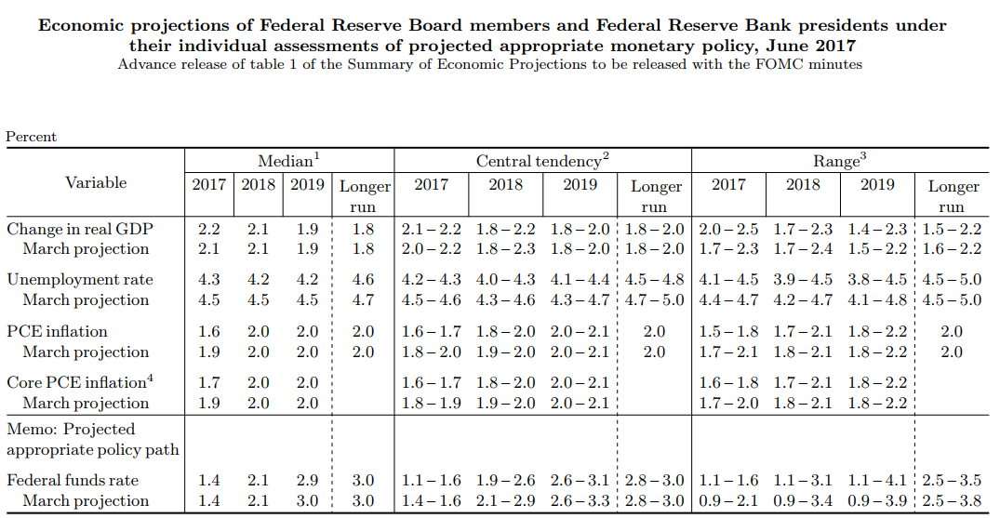 Economic projections of Federal Reserve Board members and Federal Reserve Bank presidents under
their individual assessments of projected appropriate monetary policy, June 2017
Advance release of table 1 of the Summary of Economic Projections to be released with the FOMC minutes
Percent
Variable Median1 Central tendency2 Range3
2017 2018 2019 Longer run 2017 2018 2019 Longer run 2017 2018 2019 Longer run
Change in real GDP 2.2 2.1 1.9 1.8 2.1 – 2.2 1.8 – 2.2 1.8 – 2.0 1.8 – 2.0 2.0 – 2.5 1.7 – 2.3 1.4 – 2.3 1.5 – 2.2
March projection 2.1 2.1 1.9 1.8 2.0 – 2.2 1.8 – 2.3 1.8 – 2.0 1.8 – 2.0 1.7 – 2.3 1.7 – 2.4 1.5 – 2.2 1.6 – 2.2
Unemployment rate 4.3 4.2 4.2 4.6 4.2 – 4.3 4.0 – 4.3 4.1 – 4.4 4.5 – 4.8 4.1 – 4.5 3.9 – 4.5 3.8 – 4.5 4.5 – 5.0
March projection 4.5 4.5 4.5 4.7 4.5 – 4.6 4.3 – 4.6 4.3 – 4.7 4.7 – 5.0 4.4 – 4.7 4.2 – 4.7 4.1 – 4.8 4.5 – 5.0
PCE inflation 1.6 2.0 2.0 2.0 1.6 – 1.7 1.8 – 2.0 2.0 – 2.1 2.0 1.5 – 1.8 1.7 – 2.1 1.8 – 2.2 2.0
March projection 1.9 2.0 2.0 2.0 1.8 – 2.0 1.9 – 2.0 2.0 – 2.1 2.0 1.7 – 2.1 1.8 – 2.1 1.8 – 2.2 2.0
Core PCE inflation4 1.7 2.0 2.0 1.6 – 1.7 1.8 – 2.0 2.0 – 2.1 1.6 – 1.8 1.7 – 2.1 1.8 – 2.2
March projection 1.9 2.0 2.0 1.8 – 1.9 1.9 – 2.0 2.0 – 2.1 1.7 – 2.0 1.8 – 2.1 1.8 – 2.2
Memo: Projected
appropriate policy path
Federal funds rate 1.4 2.1 2.9 3.0 1.1 – 1.6 1.9 – 2.6 2.6 – 3.1 2.8 – 3.0 1.1 – 1.6 1.1 – 3.1 1.1 – 4.1 2.5 – 3.5
March projection 1.4 2.1 3.0 3.0 1.4 – 1.6 2.1 – 2.9 2.6 – 3.3 2.8 – 3.0 0.9 – 2.1 0.9 – 3.4 0.9 – 3.9 2.5 – 3.8